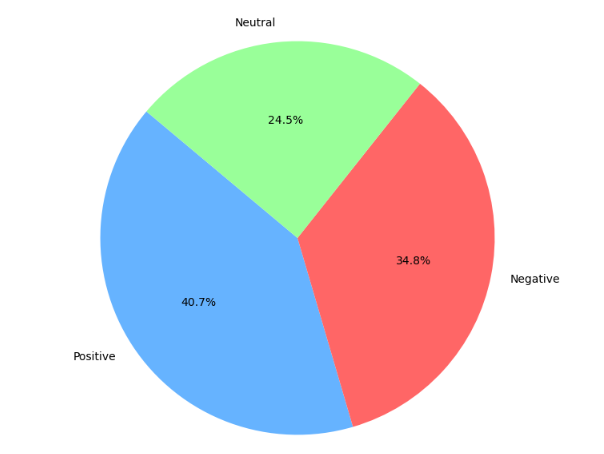 Neutral
24.5%
34.8%
Negative
40.7%
Positive